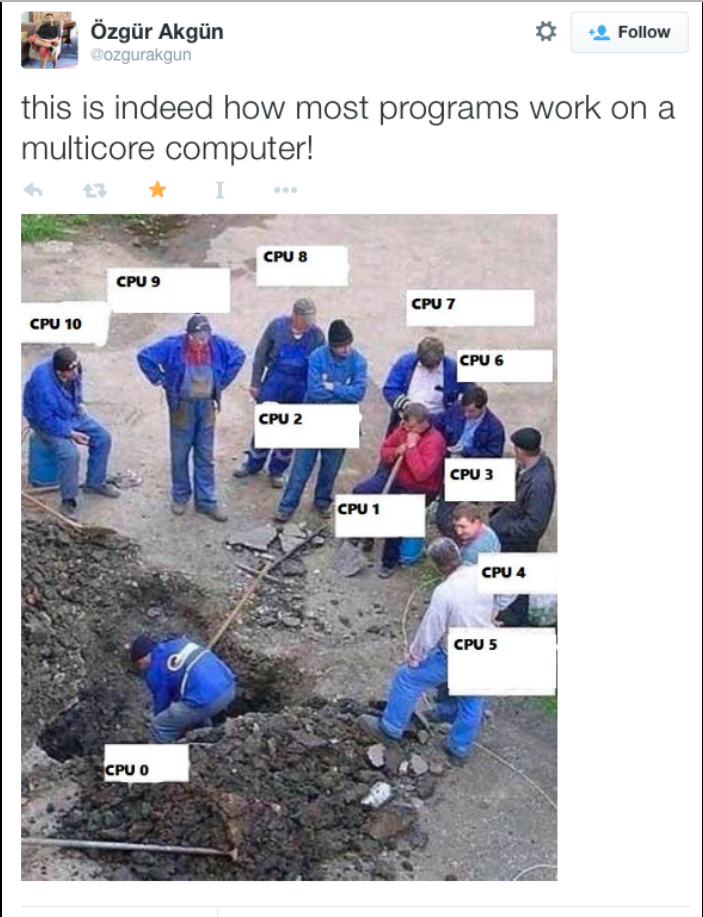 Özgür Akgün
@ozgurakgun
Follow
this is indeed how most programs work on a
multicore computer!
CPU 8
CPU 9
CPU 7
CPU 10
CPU 6
CPU 2
CPU 3
CPU 1
CPU 4
CPU 5
CPU 0